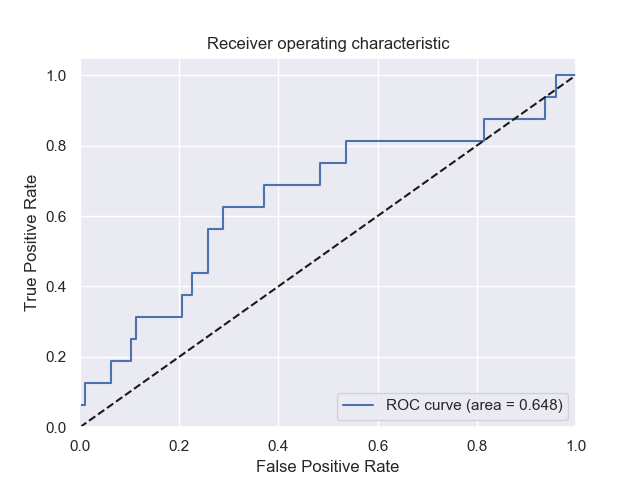 Receiver operating characteristic
True Positive Rate
1.0
0.8
0.6
0.4
0.2
0.0
ROC curve (area = 0.648)
0.0 0.2 0.4 0.6 0.8 1.0
False Positive Rate